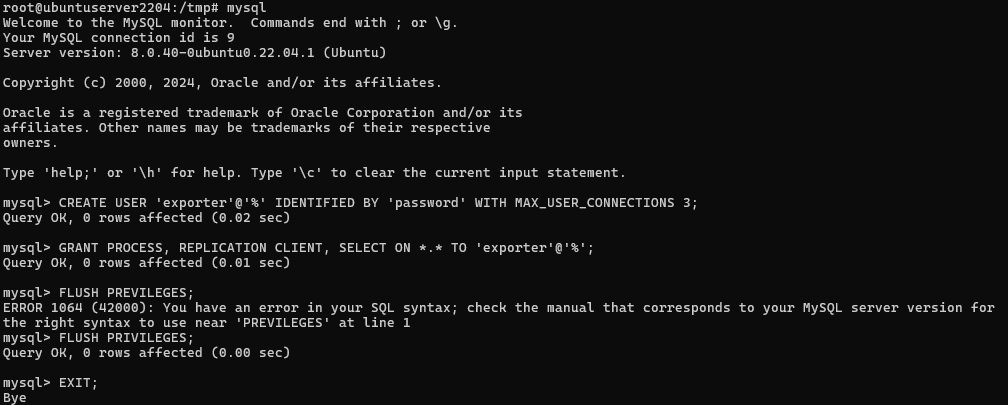 root@ubuntuserver2204:/tmp# mysql
Welcome to the MySQL monitor.  Commands end with ; or \g.
Your MySQL connection id is 9
Server version: 8.0.40-0ubuntu0.22.04.1 (Ubuntu)

Copyright (c) 2000, 2024, Oracle and/or its affiliates.

Oracle is a registered trademark of Oracle Corporation and/or its
affiliates. Other names may be trademarks of their respective
owners.

Type 'help;' or '\h' for help. Type '\c' to clear the current input statement.

mysql> CREATE USER 'exporter'@'%' IDENTIFIED BY 'password' WITH MAX_USER_CONNECTIONS 3;
Query OK, 0 rows affected (0.02 sec)

mysql> GRANT PROCESS, REPLICATION CLIENT, SELECT ON *.* TO 'exporter'@'%';
Query OK, 0 rows affected (0.01 sec)

mysql> FLUSH PREVILEGES;
ERROR 1064 (42000): You have an error in your SQL syntax; check the manual that corresponds to your MySQL server version for
the right syntax to use near 'PREVILEGES' at line 1
mysql> FLUSH PRIVILEGES;
Query OK, 0 rows affected (0.00 sec)

mysql> EXIT;
Bye